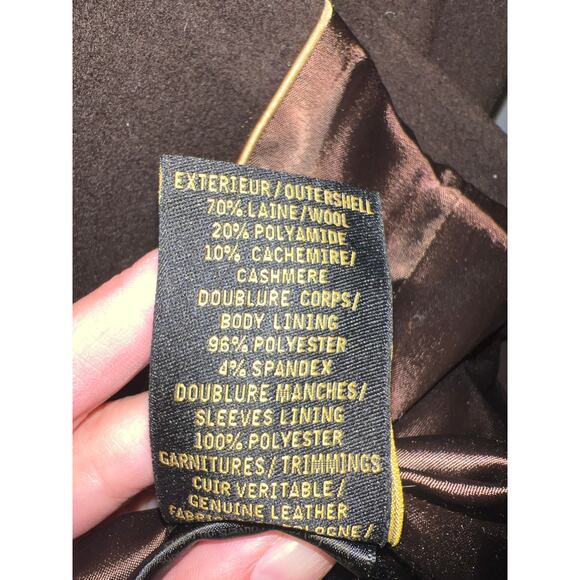 EXTERIEUR/OUTERSHELL
70% LAINE/WOOL
20% POLYAMIDE
10% CACHEMIRE/
CASHMERE
DOUBLURE CORPS/
BODY LINING
96% POLYESTER
4% SPANDEX
DOUBLURE MANCHES/
SLEEVES LINING
100% POLYESTER
GARNITURES/TRIMMINGS
CUIR VERITABLE/
GENUINE LEATHER